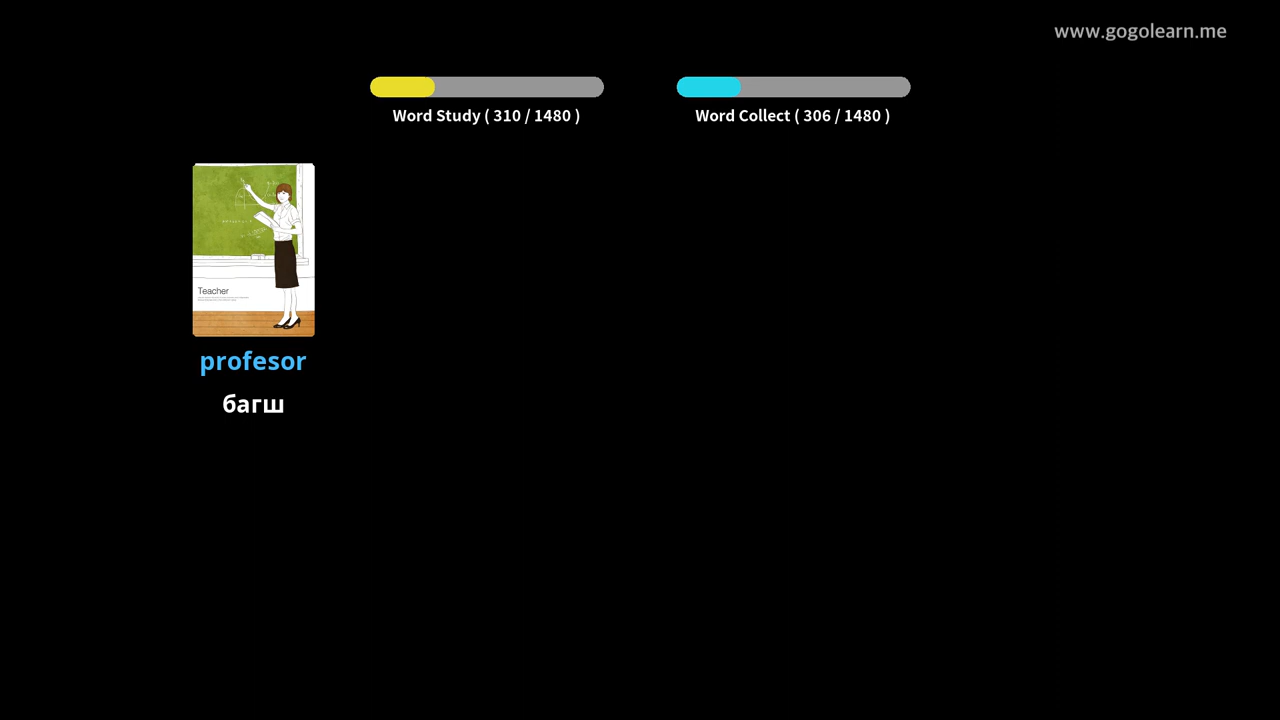 www.gogolearn.me
Word Study ( 310 / 1480 )
Word Collect ( 306 / 1480 )
Teacher
profesor
багш